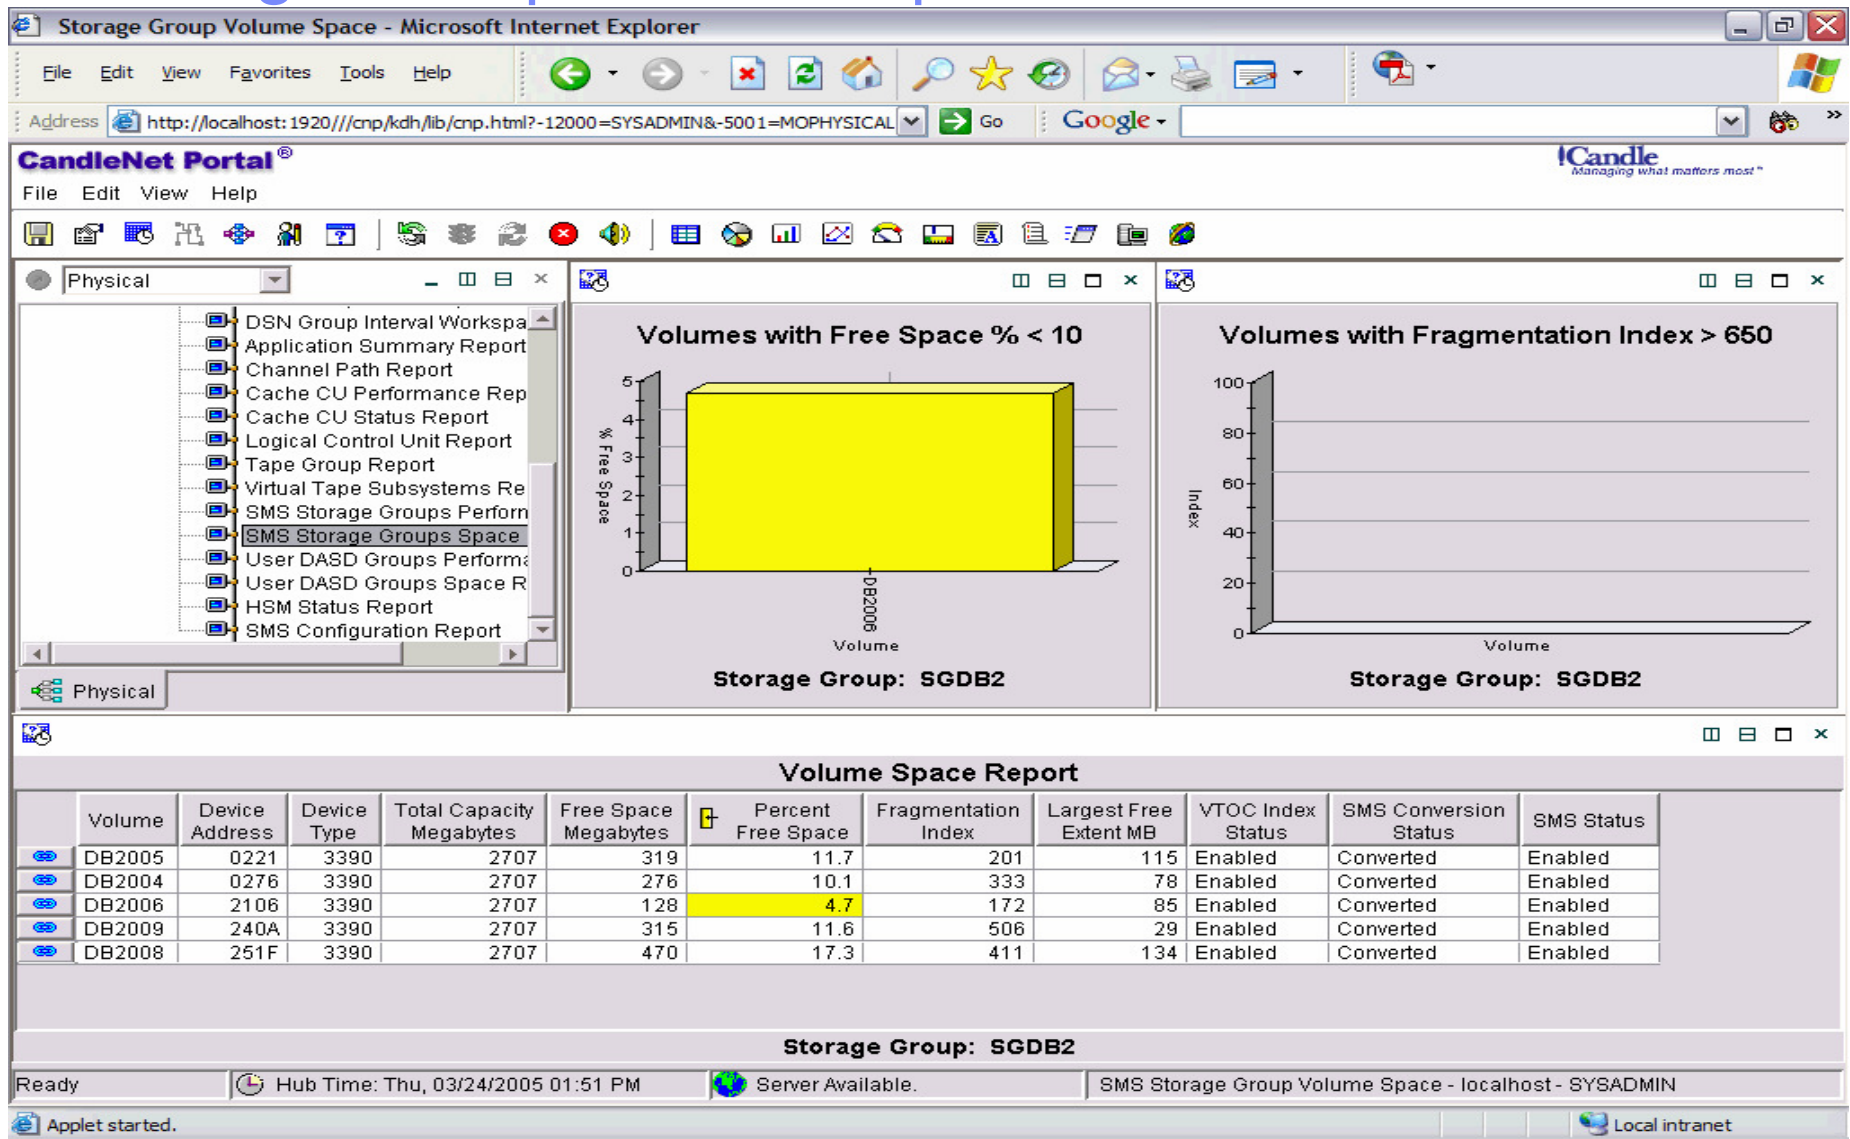 Storage Group Volume Space - Microsoft Internet Explorer
File Edit View Favorites Tools Help
Address http://localhost:1920///cnp/kdh/lib/cnp.html?-12000=SYSADMIN&-5001=MOPHYSICAL Go Google
CandleNet Portal®
Candle
Managing what matters most™
File Edit View Help
Physical
DSN Group Interval Workspa
Application Summary Report
Channel Path Report
Cache CU Performance Rep
Cache CU Status Report
Logical Control Unit Report
Tape Group Report
Virtual Tape Subsystems Re
SMS Storage Groups Perforn
SMS Storage Groups Space
User DASD Groups Performa
User DASD Groups Space R
HSM Status Report
SMS Configuration Report
Physical
Volumes with Free Space % < 10
5
4
3
2
1
0
% Free Space
DB2006
Volume
Storage Group: SGDB2
Volumes with Fragmentation Index > 650
100
80
60
40
20
0
Index
Volume
Storage Group: SGDB2
Volume Space Report
Volume Device Address Device Type Total Capacity Megabytes Free Space Megabytes Percent Free Space Fragmentation Index Largest Free Extent MB VTOC Index Status SMS Conversion Status SMS Status
DB2005 0221 3390 2707 319 11.7 201 115 Enabled Converted Enabled
DB2004 0276 3390 2707 276 10.1 333 78 Enabled Converted Enabled
DB2006 2106 3390 2707 128 4.7 172 85 Enabled Converted Enabled
DB2009 240A 3390 2707 315 11.6 506 29 Enabled Converted Enabled
DB2008 251F 3390 2707 470 17.3 411 134 Enabled Converted Enabled
Storage Group: SGDB2
Ready Hub Time: Thu, 03/24/2005 01:51 PM Server Available. SMS Storage Group Volume Space - localhost - SYSADMIN
Applet started. Local intranet